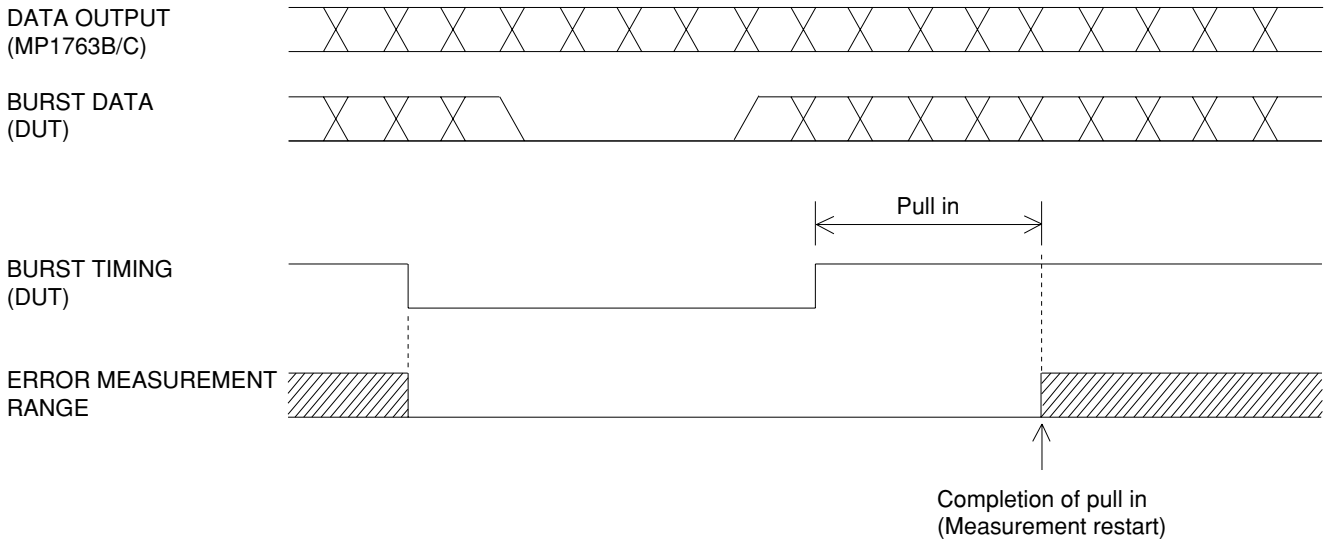 DATA OUTPUT
(MP1763B/C)
BURST DATA
(DUT)
Pull in
BURST TIMING
(DUT)
ERROR MEASUREMENT
RANGE
Completion of pull in
(Measurement restart)